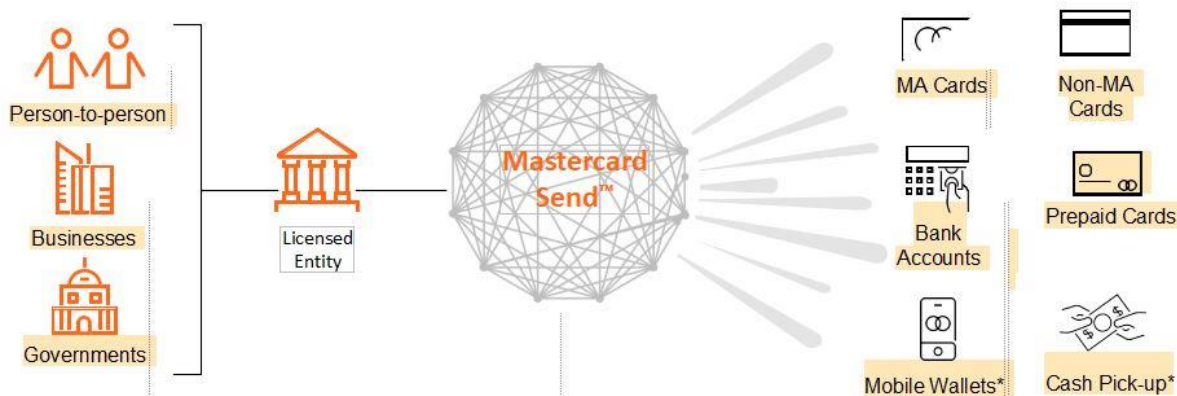 Person-to-person
Businesses
Governments
Licensed
Entity
Mastercard
Send™
MA Cards
Non-MA
Cards
Bank
Accounts
Prepaid Cards
Mobile Wallets*
Cash Pick-up*